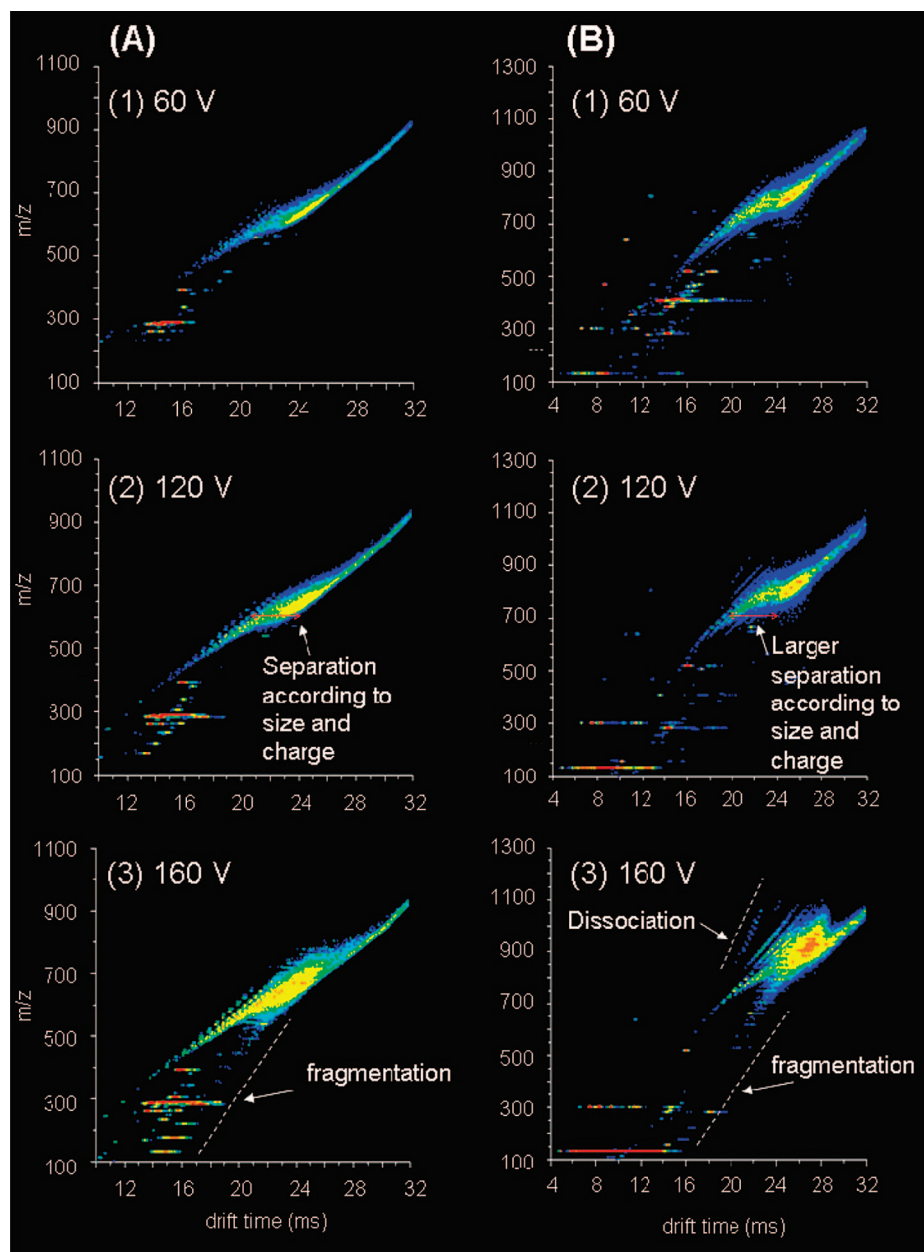 (A)
(1) 60 V
m/z
1100
900
700
500
300
100
12 16 20 24 28 32
(B)
(1) 60 V
1300
1100
900
700
500
300
100
4 8 12 16 20 24 28 32
(2) 120 V
m/z
1100
900
700
500
300
100
Separation
according to
size and
charge
12 16 20 24 28 32
(2) 120 V
1300
1100
900
700
500
300
100
Larger
separation
according to
size and
charge
4 8 12 16 20 24 28 32
(3) 160 V
1100
900
700
500
300
100
fragmentation
12 16 20 24 28 32
drift time (ms)
(3) 160 V
1300
1100
900
700
500
300
100
Dissociation
fragmentation
4 8 12 16 20 24 28 32
drift time (ms)